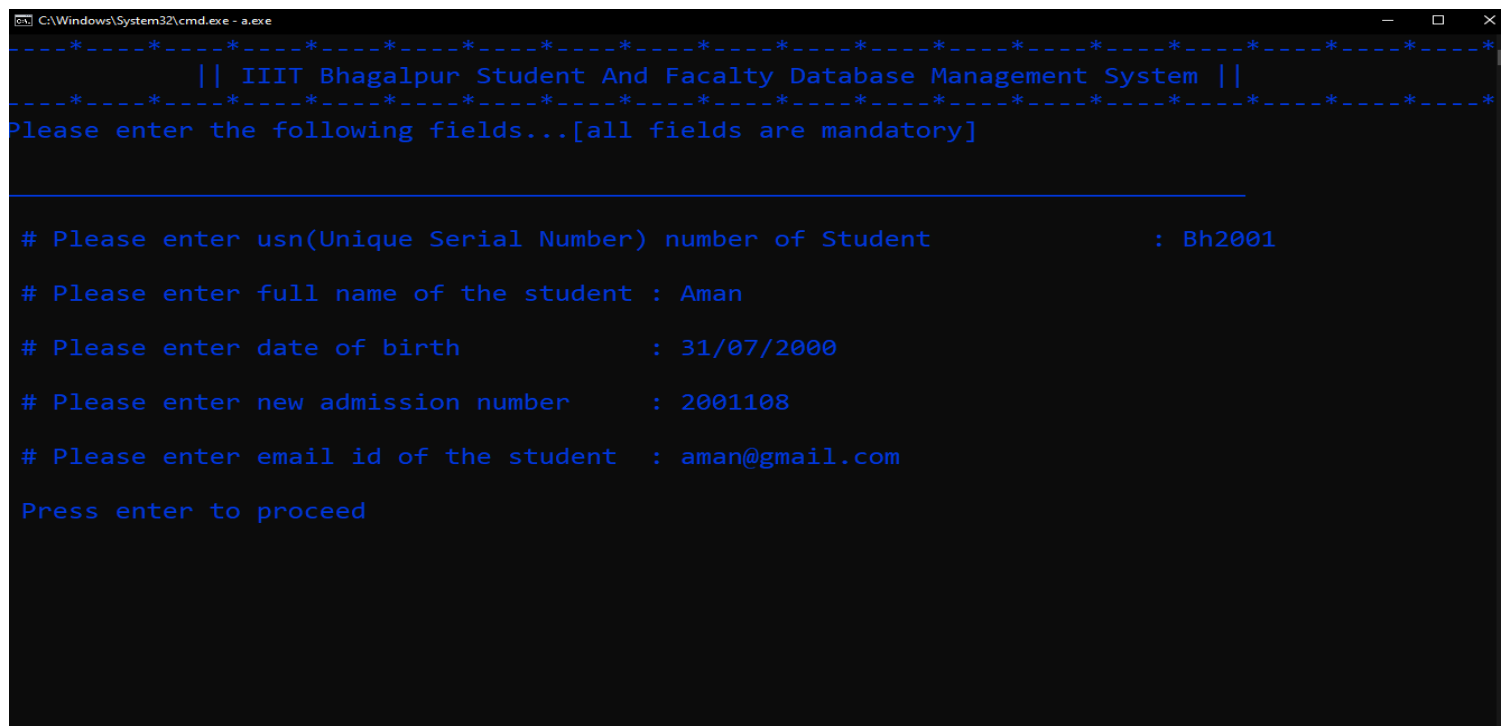 C:\Windows\System32\cmd.exe - a.exe
----*----*----*----*----*----*----*----*----*----*----*----*----*----*----*----*----*----*----*
|| IIIT Bhagalpur Student And Facalty Database Management System ||
----*----*----*----*----*----*----*----*----*----*----*----*----*----*----*----*----*----*----*
Please enter the following fields...[all fields are mandatory]
# Please enter usn(Unique Serial Number) number of Student : Bh2001
# Please enter full name of the student : Aman
# Please enter date of birth : 31/07/2000
# Please enter new admission number : 2001108
# Please enter email id of the student : aman@gmail.com
Press enter to proceed